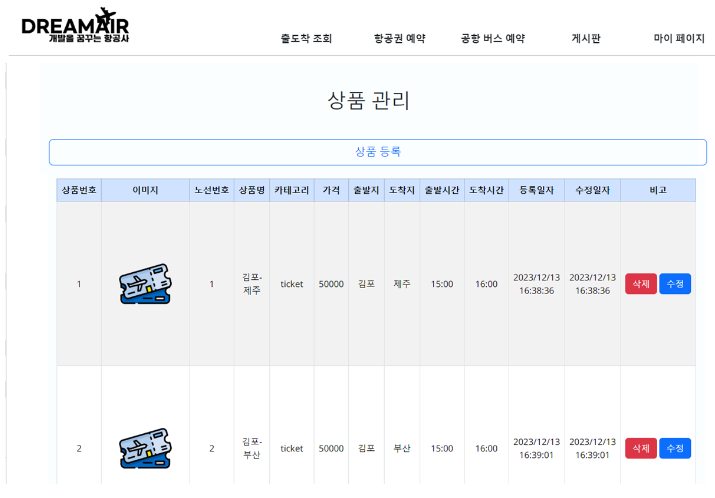 DREAMAIR
개발을 꿈꾸는 항공사
출도착 조회 항공권 예약 공항 버스 예약 게시판 마이 페이지
상품 관리
상품 등록
상품번호 이미지 노선번호 상품명 카테고리 가격 출발지 도착지 출발시간 도착시간 등록일자 수정일자 비고
1 1 김포-제주 ticket 50000 김포 제주 15:00 16:00 2023/12/13 16:38:36 2023/12/13 16:38:36 삭제 수정
2 2 김포-부산 ticket 50000 김포 부산 15:00 16:00 2023/12/13 16:39:01 2023/12/13 16:39:01 삭제 수정